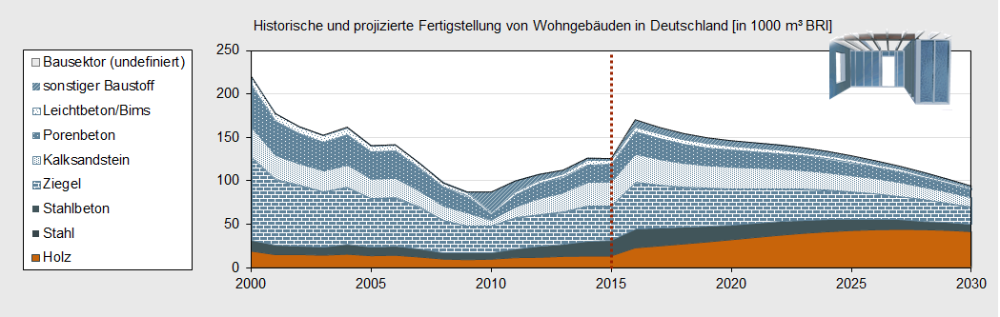 Historische und projizierte Fertigstellung von Wohngebäuden in Deutschland [in 1000 m³ BRI]
Bausektor (undefiniert)
sonstiger Baustoff
Leichtbeton/Bims
Porenbeton
Kalksandstein
Ziegel
Stahlbeton
Stahl
Holz
250
200
150
100
50
0
2000 2005 2010 2015 2020 2025 2030